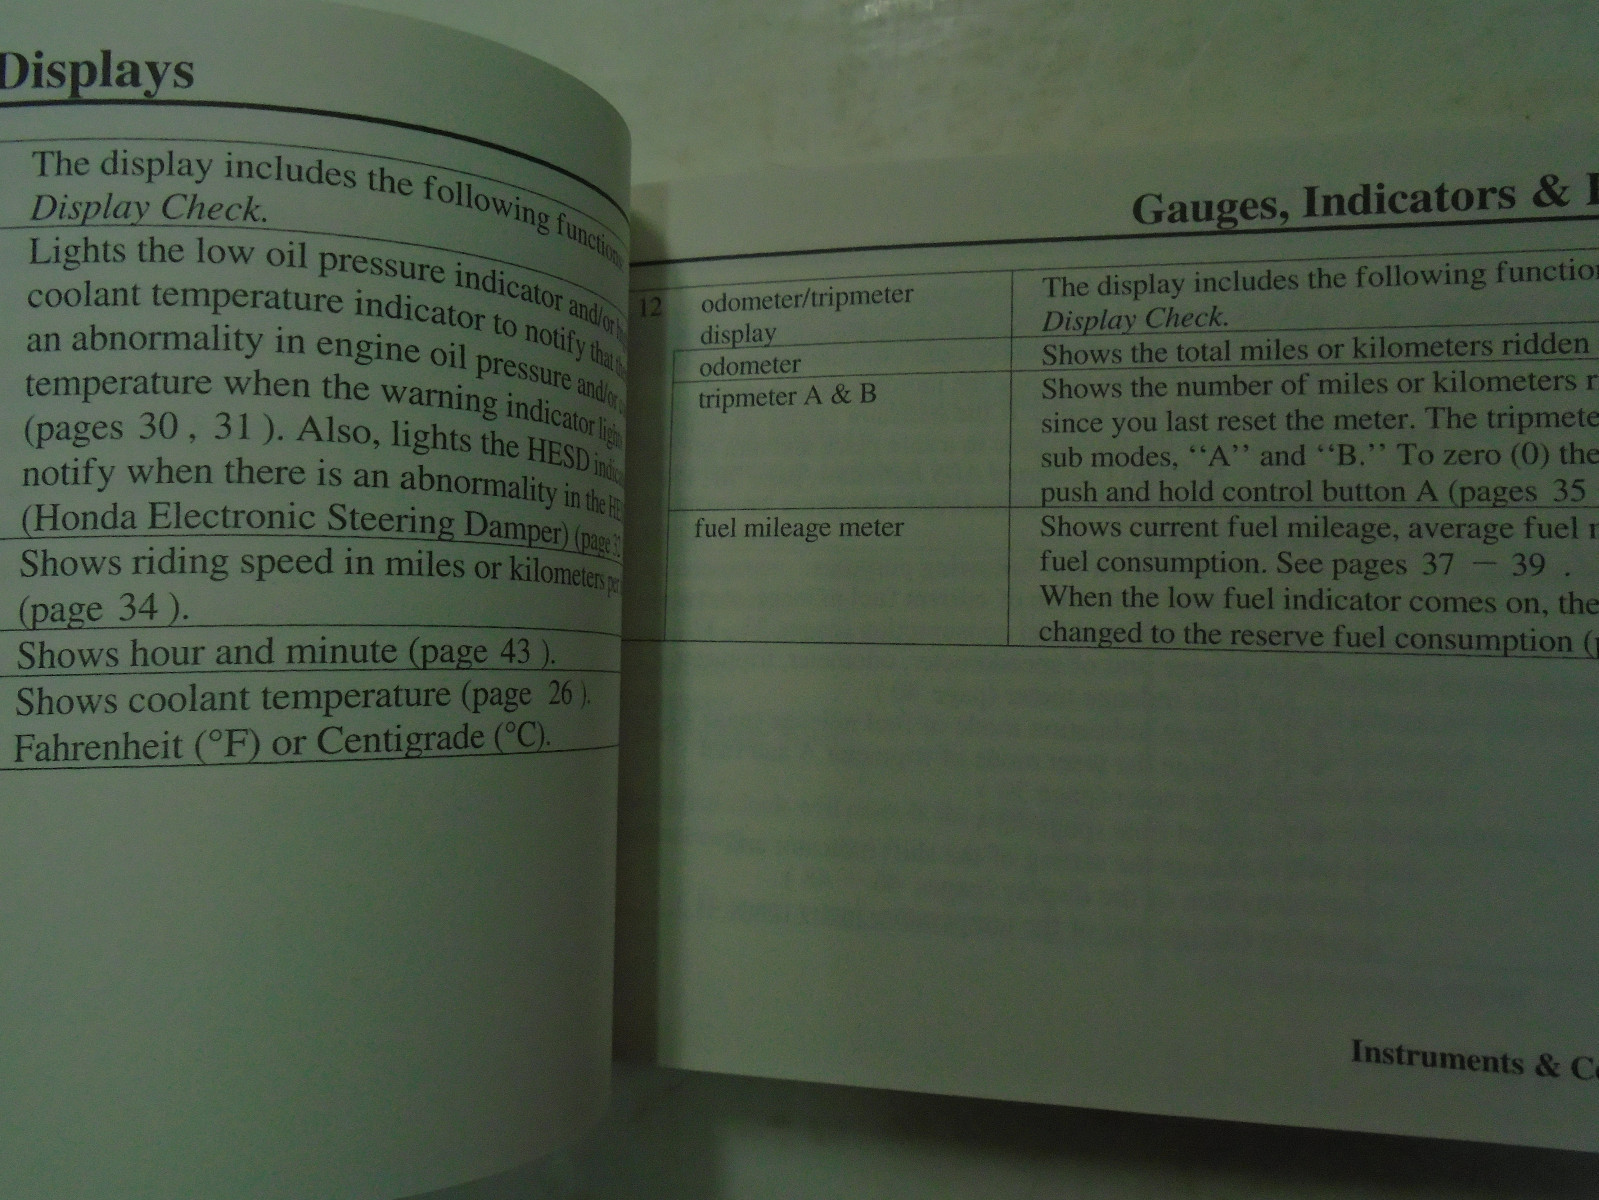 Displays
The display includes the following functions
Display Check.
Lights the low oil pressure indicator and/or
coolant temperature indicator to notify that
an abnormality in engine oil pressure and/or
temperature when the warning indicator
(pages 30 , 31 ). Also, lights the HESD
notify when there is an abnormality in the
(Honda Electronic Steering Damper) (page
Shows riding speed in miles or kilometers per
(page 34 ).
Shows hour and minute (page 43 ).
Shows coolant temperature (page 26 ).
Fahrenheit (°F) or Centigrade (°C).
Gauges, Indicators &
12 odometer/tripmeter display
The display includes the following functio
Display Check.
odometer
Shows the total miles or kilometers ridden
tripmeter A & B
Shows the number of miles or kilometers r
since you last reset the meter. The tripmete
sub modes, ‘‘A’’ and ‘‘B.’’ To zero (0) the
push and hold control button A (pages 35
fuel mileage meter
Shows current fuel mileage, average fuel
fuel consumption. See pages 37 － 39 .
When the low fuel indicator comes on, the
changed to the reserve fuel consumption (
Instruments & Co